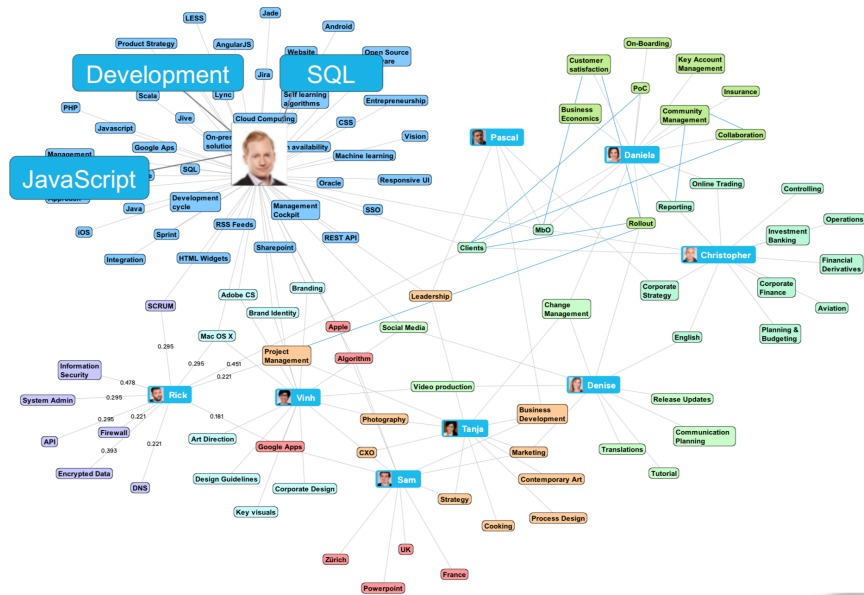 LESS
Jade
Android
On-Boarding
Product Strategy
AngularJS
Website
Open Source
Customer
satisfaction
Key Account
Management
Development
Jira
SQL
Scala
Lync
Self learning
algorithms
PoC
Insurance
PHP
Jive
Cloud Computing
Entrepreneurship
Business
Economics
Community
Management
Javascript
CSS
Collaboration
Google Aps
Vision
Pascal
Management
Machine learning
Daniela
JavaScript
SQL
Oracle
Responsive UI
Online Trading
Controlling
Java
Development
cycle
Management
Cockpit
SSO
Reporting
iOS
Sprint
RSS Feeds
REST API
MbO
Rollout
Operations
Integration
HTML Widgets
Sharepoint
Clients
Christopher
Investment
Banking
Financial
Derivatives
SCRUM
Adobe CS
Branding
Leadership
Corporate
Strategy
Corporate
Finance
Brand Identity
Change
Management
Aviation
Mac OS X
Apple
Social Media
English
Planning &
Budgeting
Project
Management
Algorithm
Information
Security
0.295
0.295
0.451
0.221
0.478
Rick
Vinh
Video production
Denise
System Admin
0.295
Release Updates
0.295
0.221
0.181
Photography
Business
Development
API
Firewall
Art Direction
Tanja
Communication
Planning
0.393
0.221
Google Apps
CXO
Marketing
Translations
Encrypted Data
DNS
Design Guidelines
Corporate Design
Sam
Contemporary Art
Tutorial
Key visuals
Strategy
Cooking
Process Design
Zürich
UK
Powerpoint
France